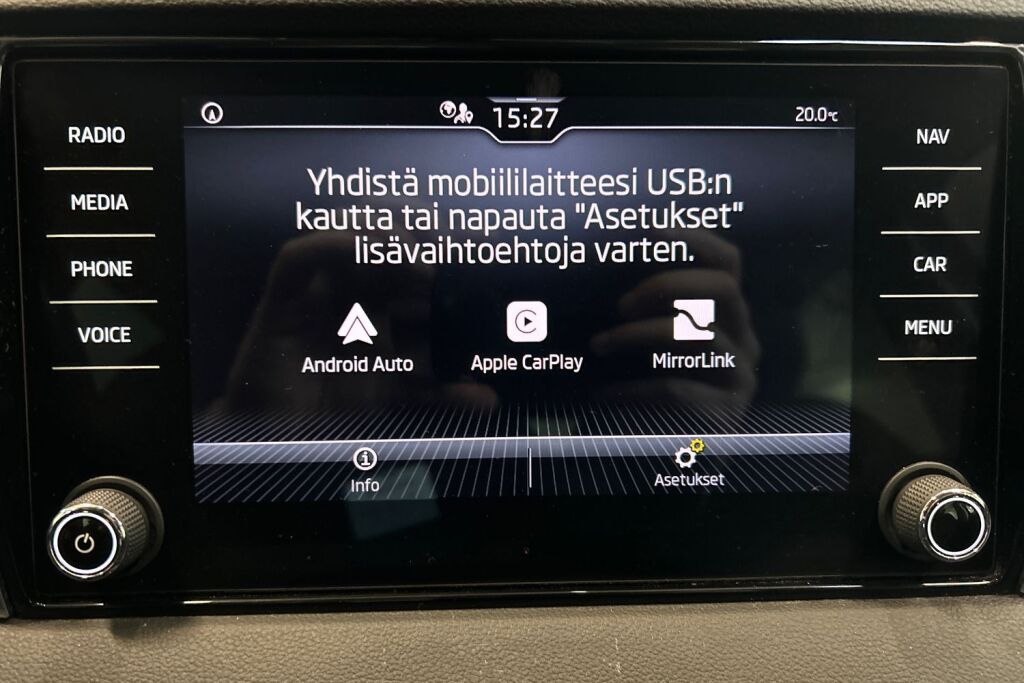 15:27
20.0°C
RADIO
MEDIA
PHONE
VOICE
Yhdistä mobiililaitteesi USB:n
kautta tai napauta "Asetukset"
lisävaihtoehtoja varten.
Android Auto
Apple CarPlay
MirrorLink
Info
Asetukset
NAV
APP
CAR
MENU